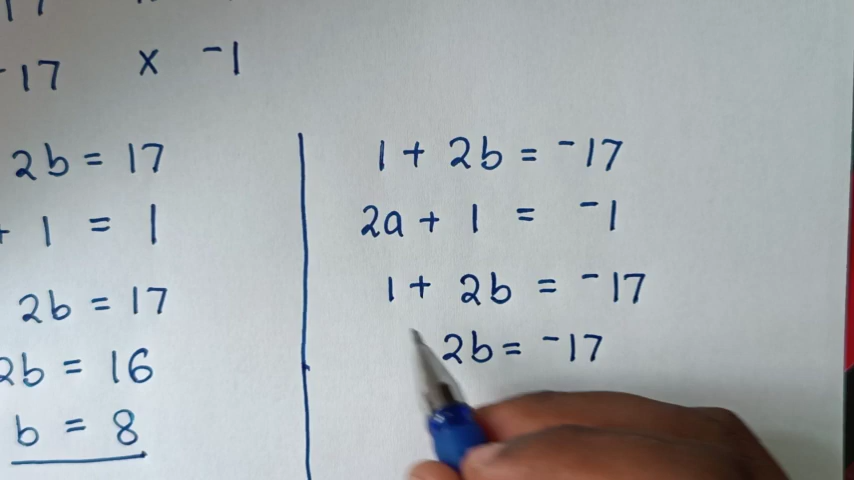 17
-17 x -1
2b = 17
+ 1 = 1
2b = 17
2b = 16
b = 8
1 + 2b = -17
2a + 1 = -1
1 + 2b = -17
2b = -17